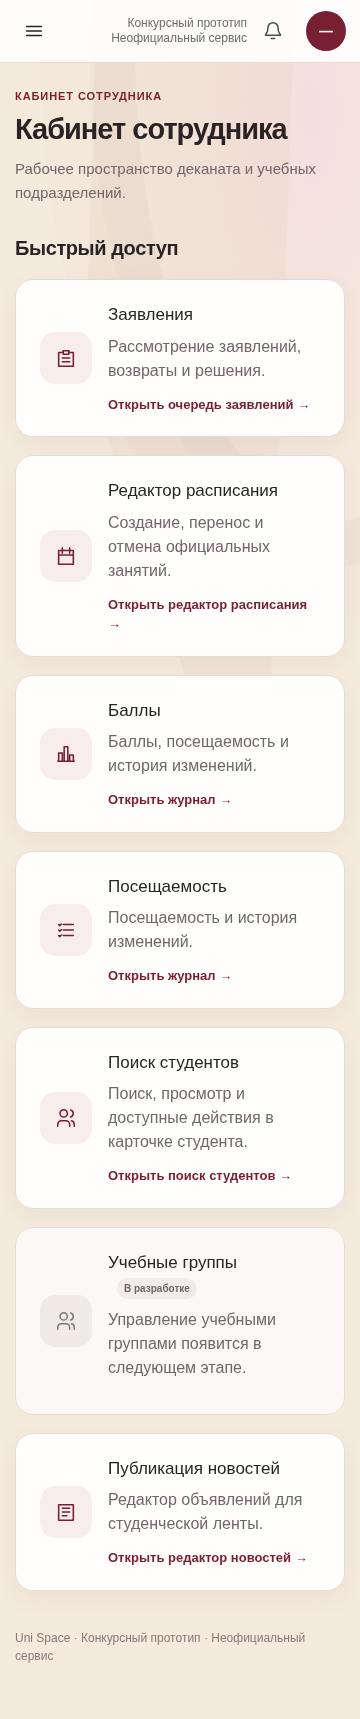 Конкурсный прототип
Неофициальный сервис
—
КАБИНЕТ СОТРУДНИКА
Кабинет сотрудника
Рабочее пространство деканата и учебных
подразделений.
Быстрый доступ
Заявления
Рассмотрение заявлений,
возвраты и решения.
Открыть очередь заявлений →
Редактор расписания
Создание, перенос и
отмена официальных
занятий.
Открыть редактор расписания
→
Баллы
Баллы, посещаемость и
история изменений.
Открыть журнал →
Посещаемость
Посещаемость и история
изменений.
Открыть журнал →
Поиск студентов
Поиск, просмотр и
доступные действия в
карточке студента.
Открыть поиск студентов →
Учебные группы
В разработке
Управление учебными
группами появится в
следующем этапе.
Публикация новостей
Редактор объявлений для
студенческой ленты.
Открыть редактор новостей →
Uni Space · Конкурсный прототип · Неофициальный
сервис